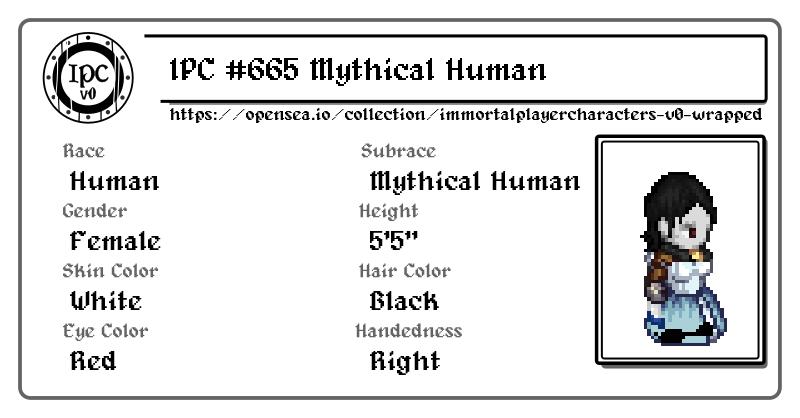 IPC
v0
IPC #665 Mythical Human
https://opensea.io/collection/immortalplayercharacters-v0-wrapped
Race
Subrace
Human
Mythical Human
Gender
Height
Female
5'5"
Skin Color
Hair Color
White
Black
Eye Color
Handedness
Red
Right